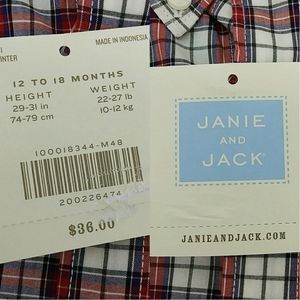 INTER
MADE IN INDONESIA
12 TO 18 MONTHS
HEIGHT WEIGHT
29-31 in 22-27 lb
74-79 cm 10-12 kg
100018344-M48
200226474
$36.00
JANIE
AND
JACK®
JANIEANDJACK.COM